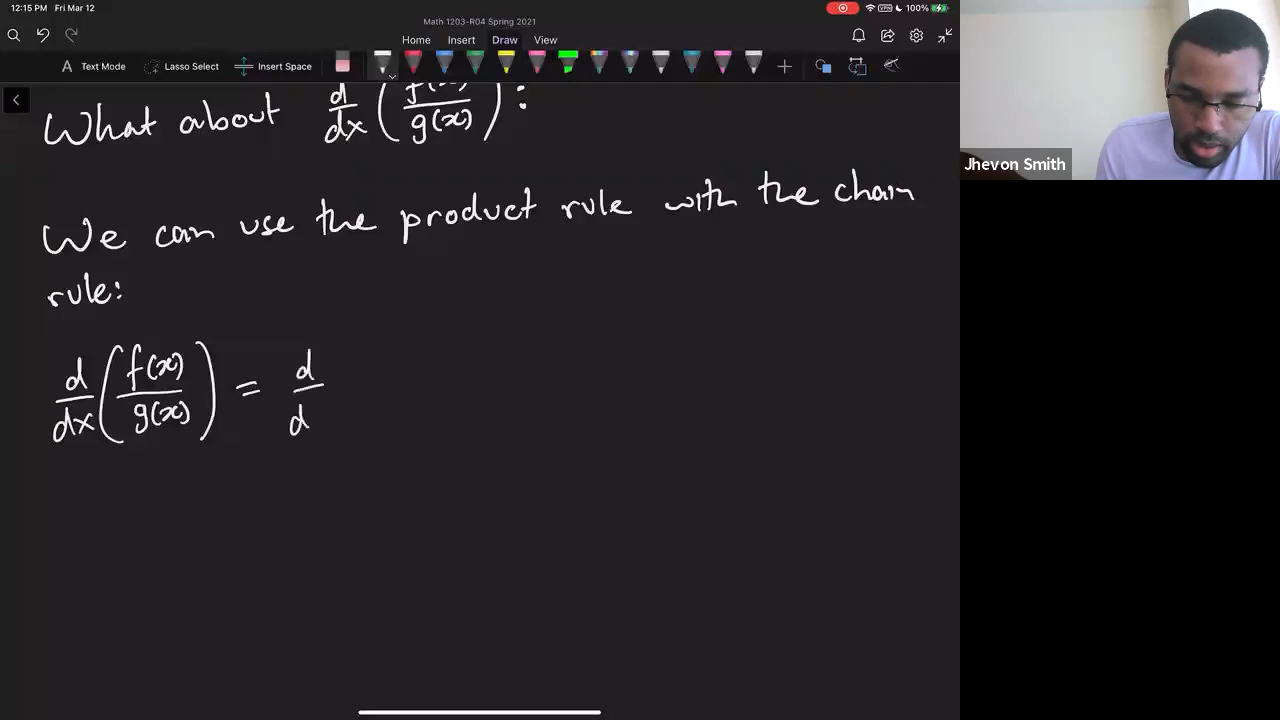 12:15 PM Fri Mar 12
VPN 100%
Math 1203-R04 Spring 2021
Home Insert Draw View
A Text Mode Lasso Select Insert Space
What about d/dx (f(x)/g(x)):
We can use the product rule with the chain
rule:
d/dx (f(x)/g(x)) = d/d
Jhevon Smith